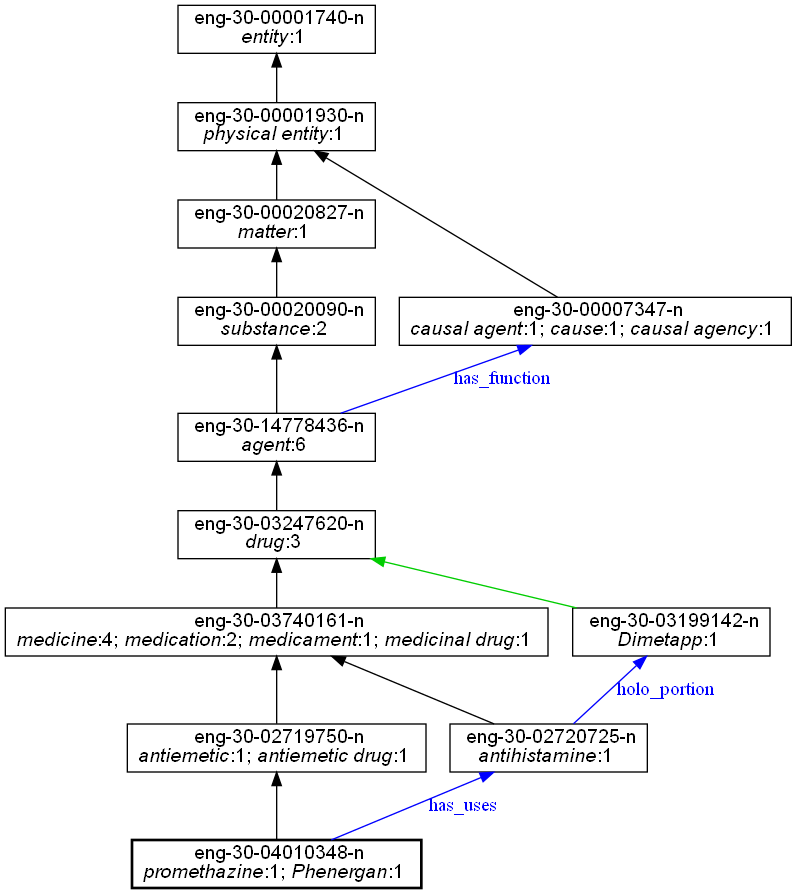 eng-30-00001740-n
entity:1
eng-30-00001930-n
physical entity:1
eng-30-00020827-n
matter:1
eng-30-00020090-n
substance:2
eng-30-00007347-n
causal agent:1; cause:1; causal agency:1
has_function
eng-30-14778436-n
agent:6
eng-30-03247620-n
drug:3
eng-30-03740161-n
medicine:4; medication:2; medicament:1; medicinal drug:1
eng-30-03199142-n
Dimetapp:1
holo_portion
eng-30-02719750-n
antiemetic:1; antiemetic drug:1
eng-30-02720725-n
antihistamine:1
has_uses
eng-30-04010348-n
promethazine:1; Phenergan:1